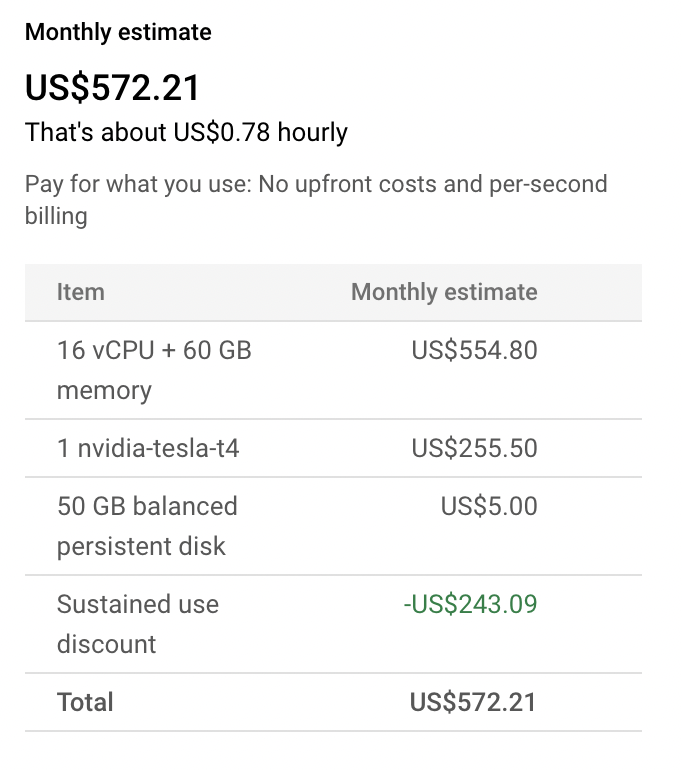 Monthly estimate
US$572.21
That's about US$0.78 hourly
Pay for what you use: No upfront costs and per-second
billing
Item Monthly estimate
16 vCPU + 60 GB US$554.80
memory
1 nvidia-tesla-t4 US$255.50
50 GB balanced US$5.00
persistent disk
Sustained use -US$243.09
discount
Total US$572.21